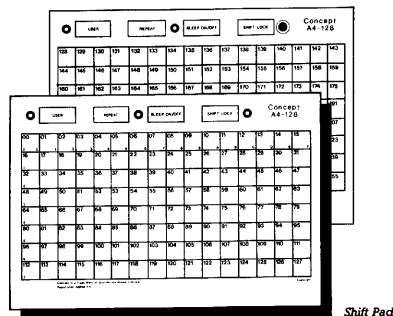 USER REPEAT BLEEP ON/OFF SHIFT LOCK Concept
A4-128
128 129 130 131 132 133 134 135 136 137 138 139 140 141 142 143
144 145 146 147 148 149 150 151 152 153 154 155 156 157 158 159
160 161 162 163 164 165 166 167 168 169 170 171 172 173 174 175
91
07
23
39
55
USER REPEAT BLEEP ON/OFF SHIFT LOCK Concept
A4-128
00 01 02 03 04 05 06 07 08 09 10 11 12 13 14 15
16 17 18 19 20 21 22 23 24 25 26 27 28 29 30 31
32 33 34 35 36 37 38 39 40 41 42 43 44 45 46 47
48 49 50 51 52 53 54 55 56 57 58 59 60 61 62 63
64 65 66 67 68 69 70 71 72 73 74 75 76 77 78 79
80 81 82 83 84 85 86 87 88 89 90 91 92 93 94 95
96 97 98 99 100 101 102 103 104 105 106 107 108 109 110 111
112 113 114 115 116 117 118 119 120 121 122 123 124 125 126 127
Shift Pad